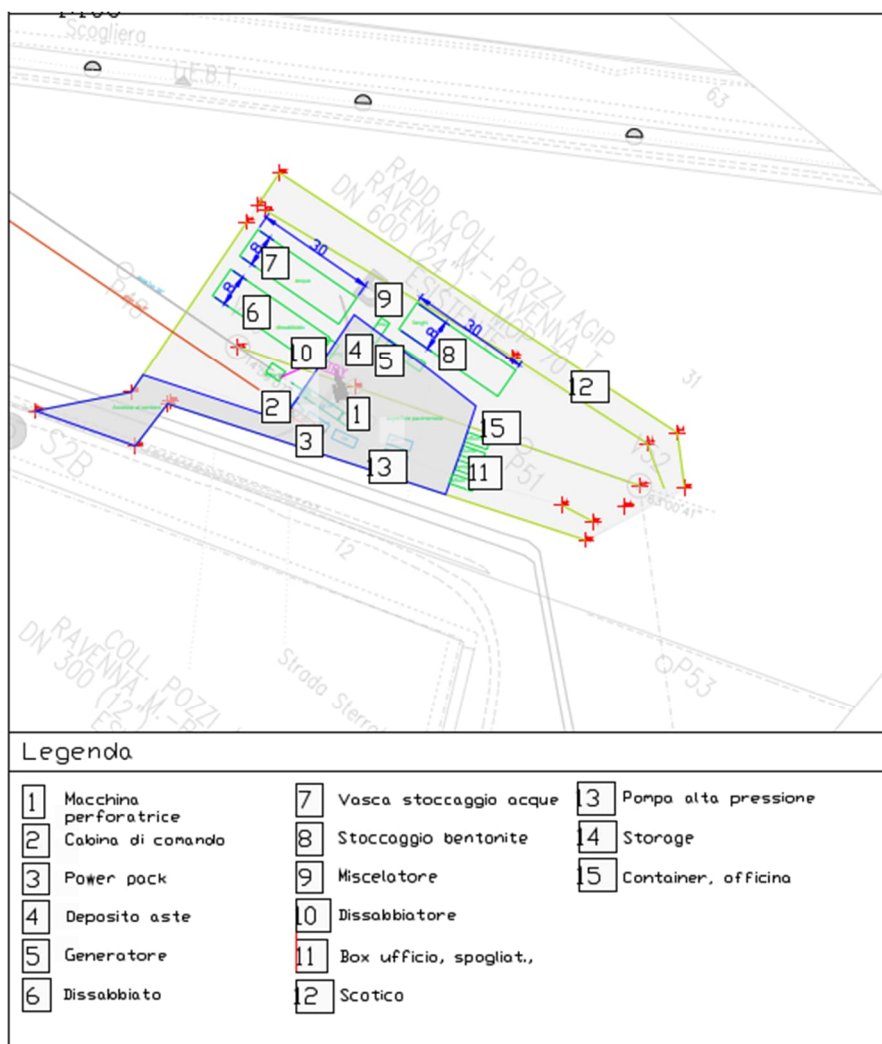 Scogliera
I.F.B.T.
63
RADD. COLL. POZZI AGIP
RAVENNA M.-RAVENNA T.
DN 600 (24")
30
8
7
8
6
9
30
8
8
10
4
5
12
31
2
1
3
15
13
11
P51
S2B
12
P53
COLL. POZZI
RAVENNA M.-R
DN 300 (12")
Strada Sterra
Legenda
1 Macchina
perforatrice
2 Cabina di comando
3 Power pack
4 Deposito aste
5 Generatore
6 Dissabbiato
7 Vasca stoccaggio acque
8 Stoccaggio bentonite
9 Miscelatore
10 Dissabbiatore
11 Box ufficio, spogliat.,
12 Scotico
13 Pompa alta pressione
14 Storage
15 Container, officina